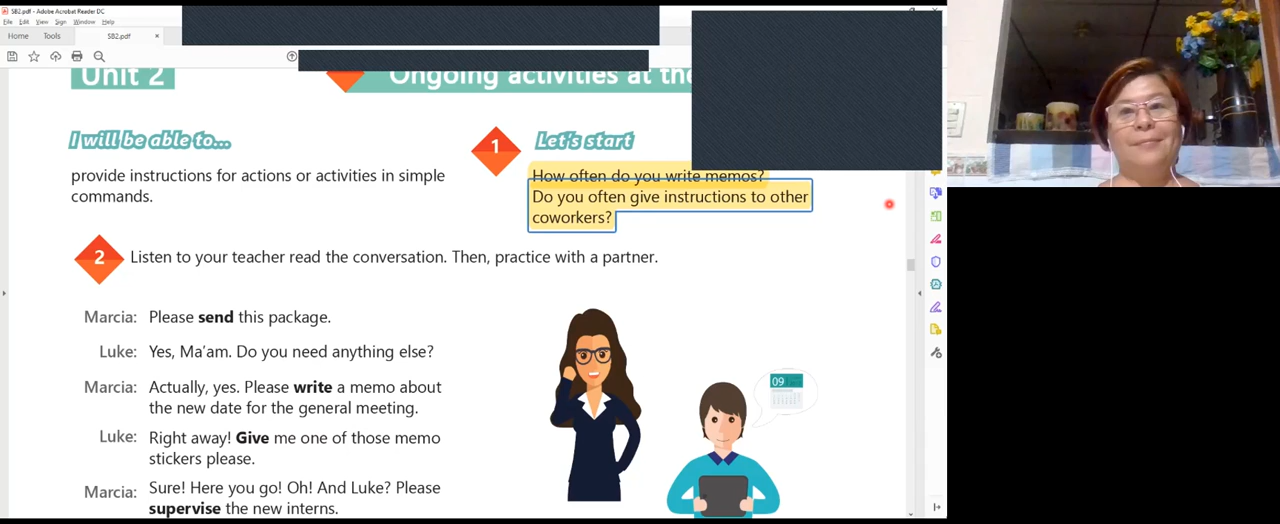 SB2.pdf - Adobe Acrobat Reader DC
File Edit View Sign Window Help
Home Tools SB2.pdf ×
Unit 2
Ongoing activities at the
I will be able to...
provide instructions for actions or activities in simple
commands.
1
Let's start
How often do you write memos?
Do you often give instructions to other
coworkers?
2
Listen to your teacher read the conversation. Then, practice with a partner.
Marcia: Please send this package.
Luke: Yes, Ma'am. Do you need anything else?
Marcia: Actually, yes. Please write a memo about
the new date for the general meeting.
Luke: Right away! Give me one of those memo
stickers please.
Marcia: Sure! Here you go! Oh! And Luke? Please
supervise the new interns.
09